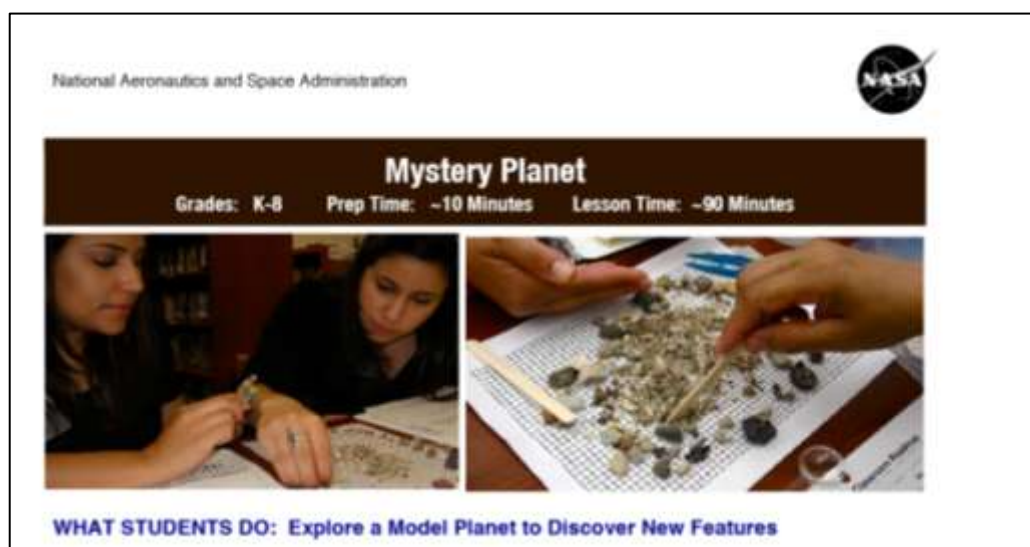 National Aeronautics and Space Administration
NASA
Mystery Planet
Grades: K-8 Prep Time: ~10 Minutes Lesson Time: ~90 Minutes
WHAT STUDENTS DO: Explore a Model Planet to Discover New Features